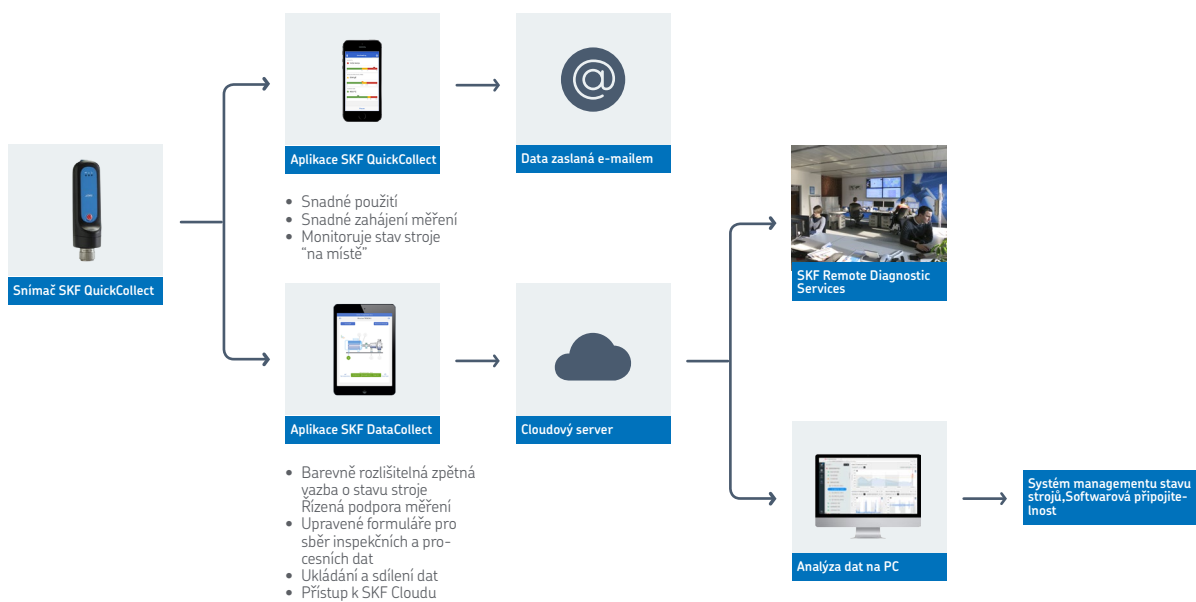 Snímač SKF QuickCollect
Aplikace SKF QuickCollect
• Snadné použití
• Snadné zahájení měření
• Monitoruje stav stroje
“na místě”
Data zaslaná e-mailem
Aplikace SKF DataCollect
• Barevně rozlišitelná zpětná
vazba o stavu stroje
Řízená podpora měření
• Upravené formuláře pro
sběr inspekčních a pro-
cesních dat
• Ukládání a sdílení dat
• Přístup k SKF Cloudu
Cloudový server
SKF Remote Diagnostic
Services
Analýza dat na PC
Systém managementu stavu
strojů,Softwarová připojite-
lnost